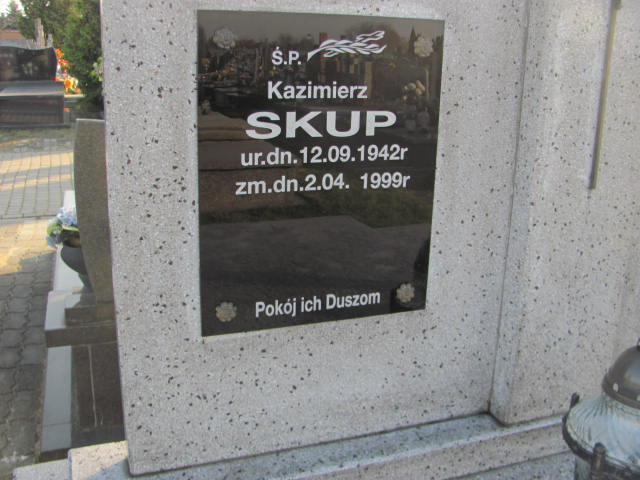 Ś.P.
Kazimierz
SKUP
ur.dn.12.09.1942r
zm.dn.2.04. 1999r
Pokój ich Duszom